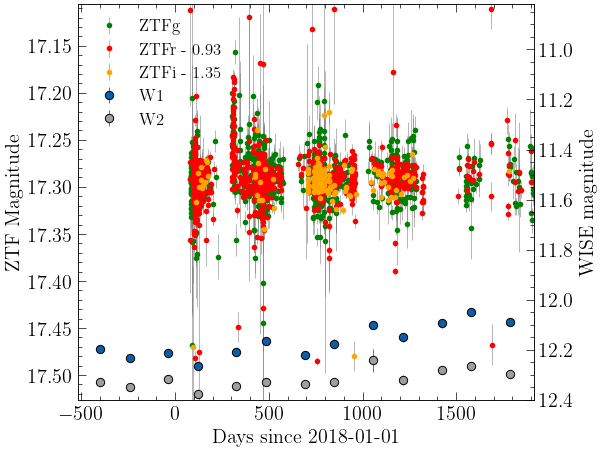 ZTFg
ZTFr - 0.93
ZTFi - 1.35
W1
W2
ZTF Magnitude
17.15
17.20
17.25
17.30
17.35
17.40
17.45
17.50
WISE magnitude
11.0
11.2
11.4
11.6
11.8
12.0
12.2
12.4
−500
0
500
1000
1500
Days since 2018-01-01